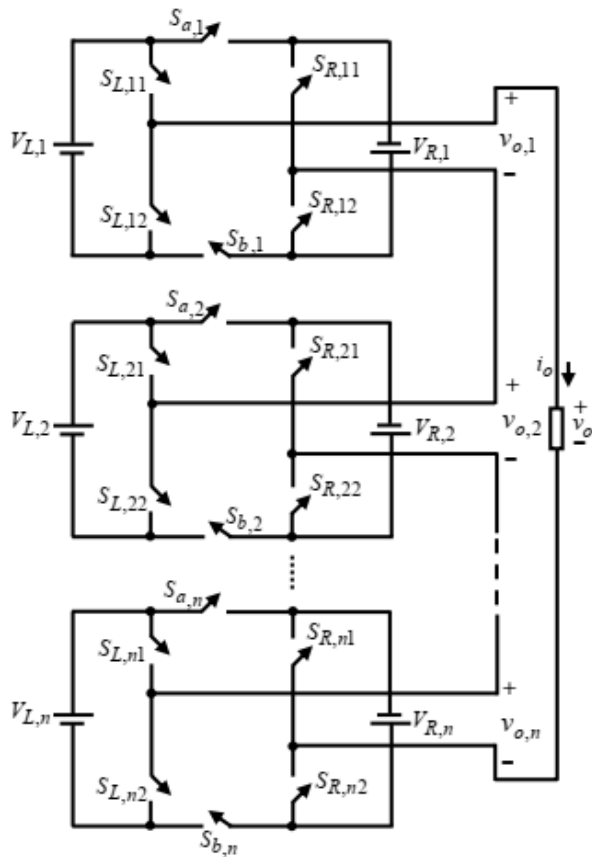 S_{a,1}
S_{L,11}
S_{R,11}
+
V_{L,1}
V_{R,1}
v_{o,1}
-
S_{L,12}
S_{R,12}
S_{b,1}
S_{a,2}
S_{L,21}
S_{R,21}
i_o
+
V_{L,2}
V_{R,2}
v_{o,2}
+
v_o
-
-
S_{L,22}
S_{R,22}
S_{b,2}
S_{a,n}
S_{L,n1}
S_{R,n1}
+
V_{L,n}
V_{R,n}
v_{o,n}
-
S_{L,n2}
S_{R,n2}
S_{b,n}